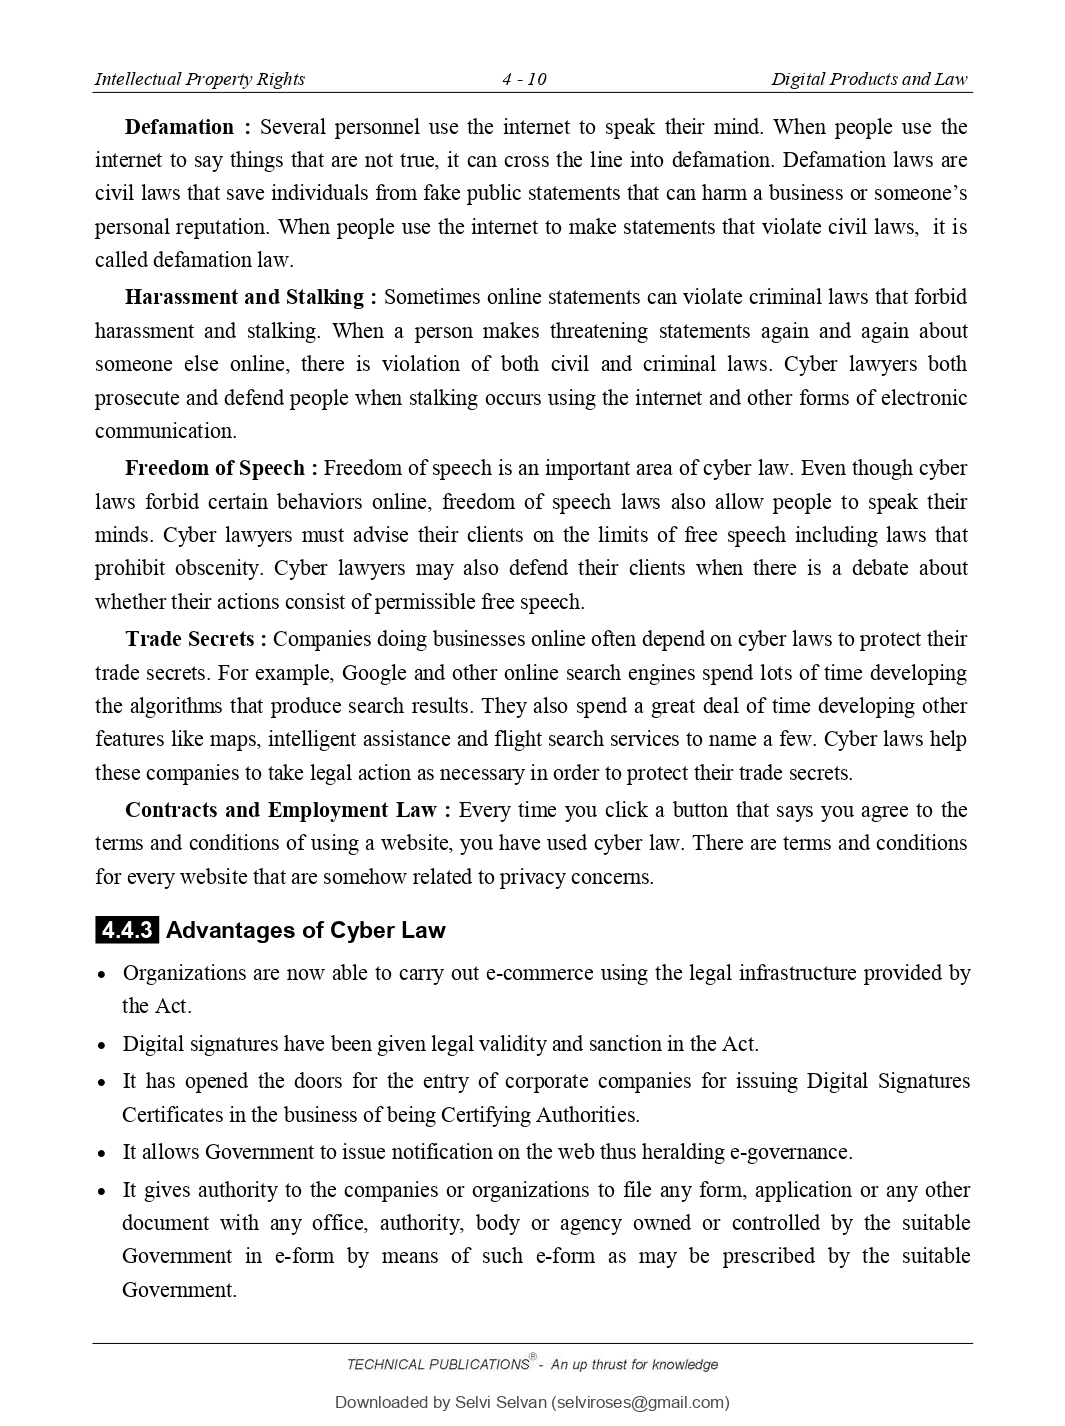 Intellectual Property Rights 4 - 10 Digital Products and Law
Defamation : Several personnel use the internet to speak their mind. When people use the
internet to say things that are not true, it can cross the line into defamation. Defamation laws are
civil laws that save individuals from fake public statements that can harm a business or someone’s
personal reputation. When people use the internet to make statements that violate civil laws, it is
called defamation law.
Harassment and Stalking : Sometimes online statements can violate criminal laws that forbid
harassment and stalking. When a person makes threatening statements again and again about
someone else online, there is violation of both civil and criminal laws. Cyber lawyers both
prosecute and defend people when stalking occurs using the internet and other forms of electronic
communication.
Freedom of Speech : Freedom of speech is an important area of cyber law. Even though cyber
laws forbid certain behaviors online, freedom of speech laws also allow people to speak their
minds. Cyber lawyers must advise their clients on the limits of free speech including laws that
prohibit obscenity. Cyber lawyers may also defend their clients when there is a debate about
whether their actions consist of permissible free speech.
Trade Secrets : Companies doing businesses online often depend on cyber laws to protect their
trade secrets. For example, Google and other online search engines spend lots of time developing
the algorithms that produce search results. They also spend a great deal of time developing other
features like maps, intelligent assistance and flight search services to name a few. Cyber laws help
these companies to take legal action as necessary in order to protect their trade secrets.
Contracts and Employment Law : Every time you click a button that says you agree to the
terms and conditions of using a website, you have used cyber law. There are terms and conditions
for every website that are somehow related to privacy concerns.
4.4.3 Advantages of Cyber Law
• Organizations are now able to carry out e-commerce using the legal infrastructure provided by
the Act.
• Digital signatures have been given legal validity and sanction in the Act.
• It has opened the doors for the entry of corporate companies for issuing Digital Signatures
Certificates in the business of being Certifying Authorities.
• It allows Government to issue notification on the web thus heralding e-governance.
• It gives authority to the companies or organizations to file any form, application or any other
document with any office, authority, body or agency owned or controlled by the suitable
Government in e-form by means of such e-form as may be prescribed by the suitable
Government.
TECHNICAL PUBLICATIONS® - An up thrust for knowledge
Downloaded by Selvi Selvan (selviroses@gmail.com)